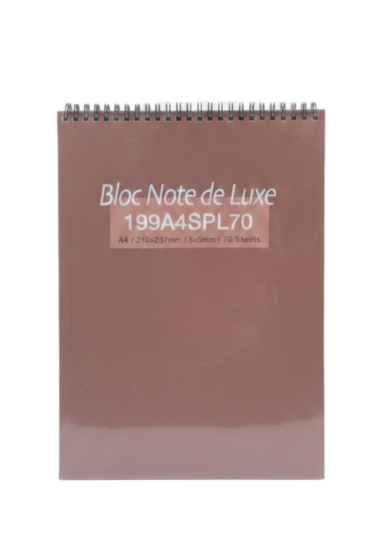 Bloc Note de Luxe
199A4SPL70
A4 / 210x297mm / 5x5mm / 70 Sheets